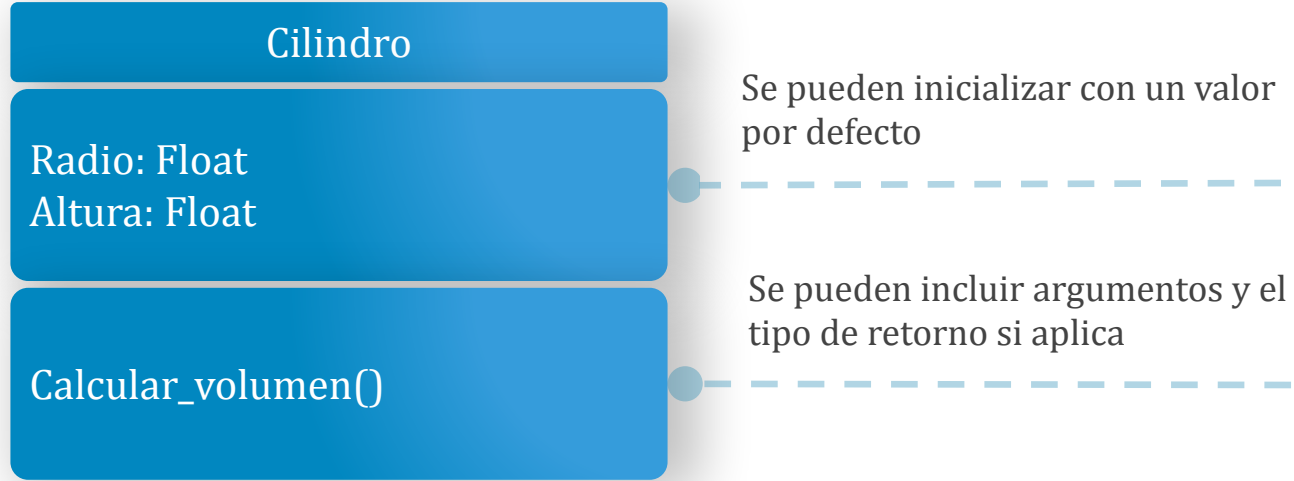 Cilindro
Se pueden inicializar con un valor
por defecto
Radio: Float
Altura: Float
Se pueden incluir argumentos y el
tipo de retorno si aplica
Calcular_volumen()